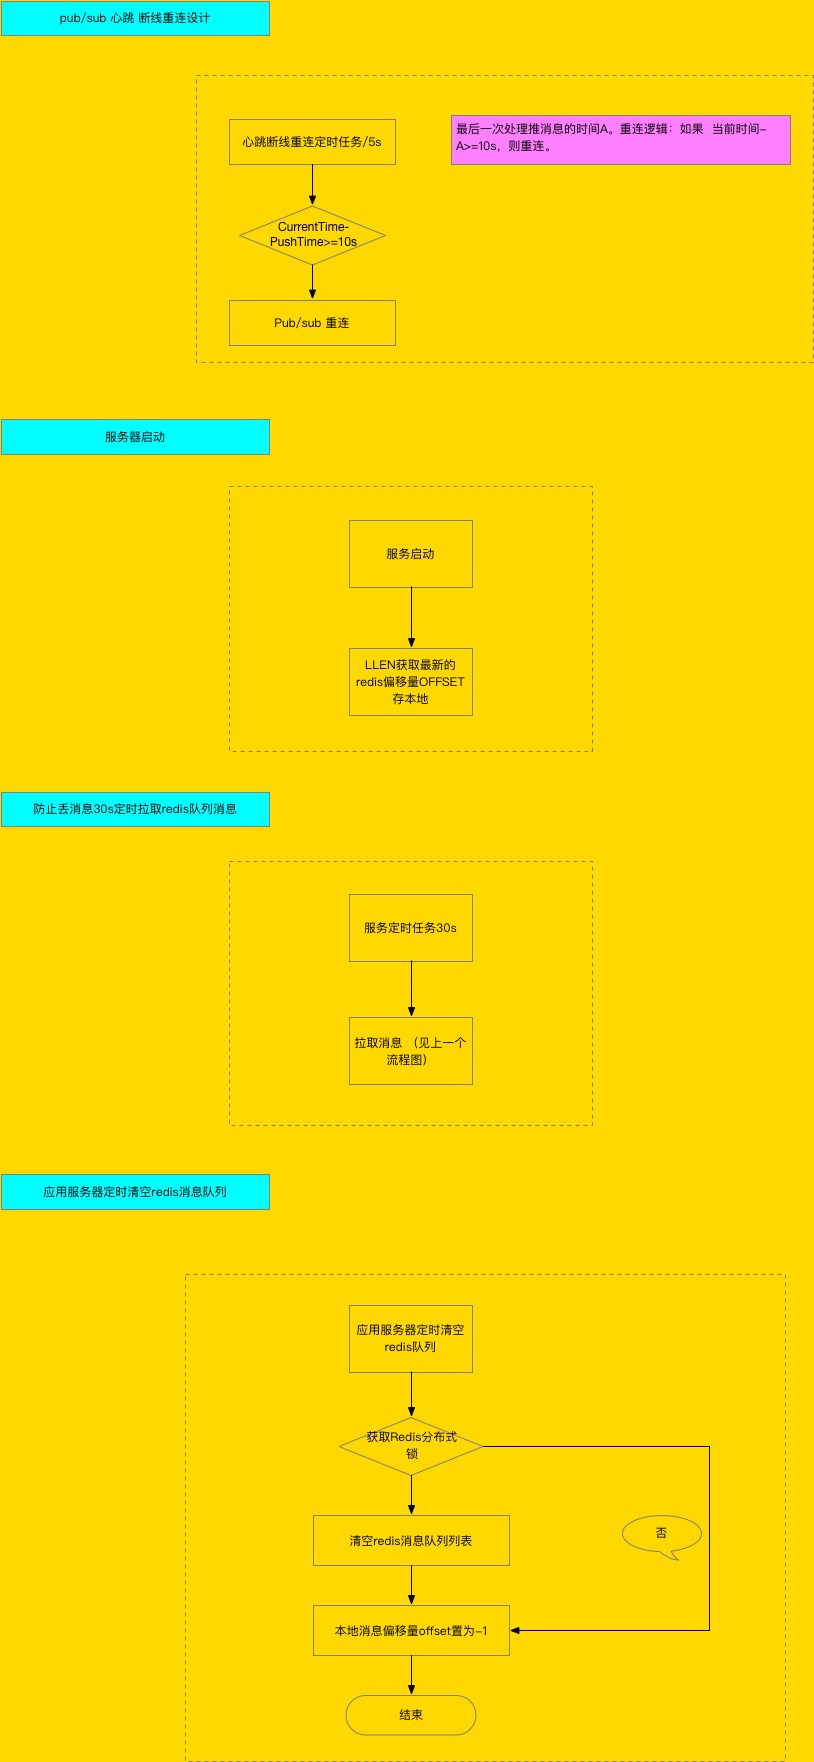 pub/sub 心跳 断线重连设计
心跳断线重连定时任务/5s
最后一次处理推消息的时间A。重连逻辑：如果 当前时间-
A>=10s，则重连。
CurrentTime-
PushTime>=10s
Pub/sub 重连
服务器启动
服务启动
LLEN获取最新的
redis偏移量OFFSET
存本地
防止丢消息30s定时拉取redis队列消息
服务定时任务30s
拉取消息 （见上一个
流程图）
应用服务器定时清空redis消息队列
应用服务器定时清空
redis队列
获取Redis分布式
锁
清空redis消息队列列表
否
本地消息偏移量offset置为-1
结束